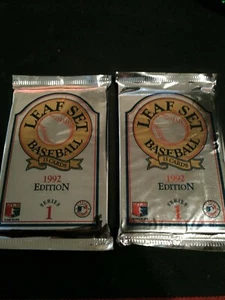 LEAF SET
BASEBALL
15 CARDS
1992
EDITION
SERIES
1
LEAF SET
BASEBALL
15 CARDS
1992
EDITION
SERIES
1